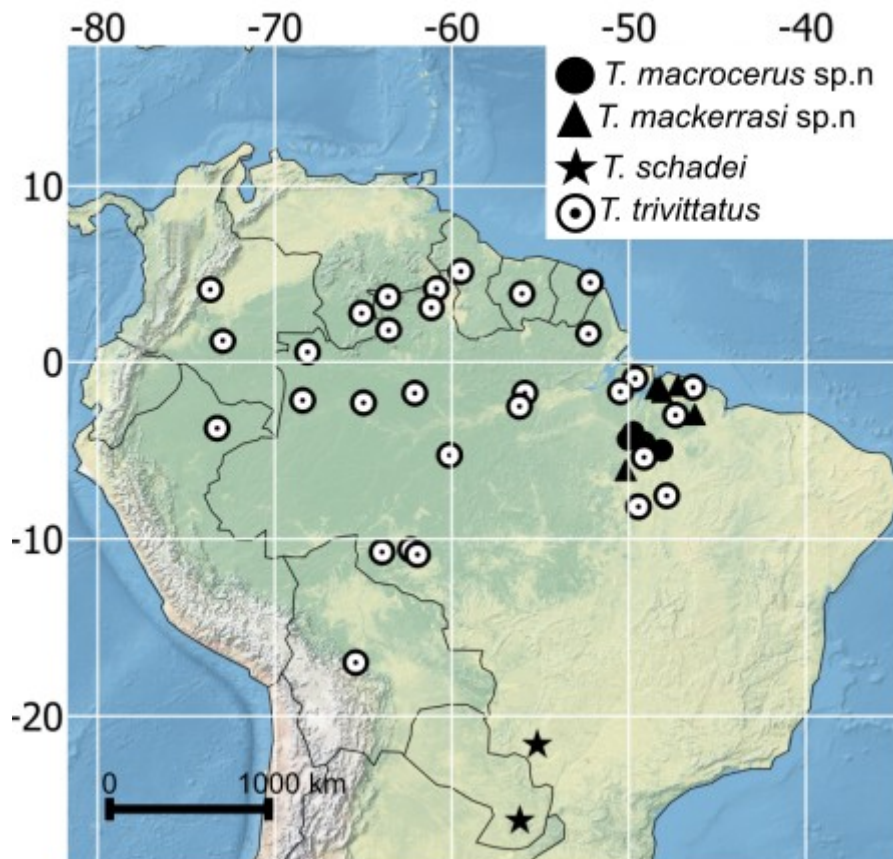 -80 -70 -60 -50 -40
T. macrocerus sp.n
T. mackerrasi sp.n
T. schadei
T. trivittatus
10
0
-10
-20
0 1000 km